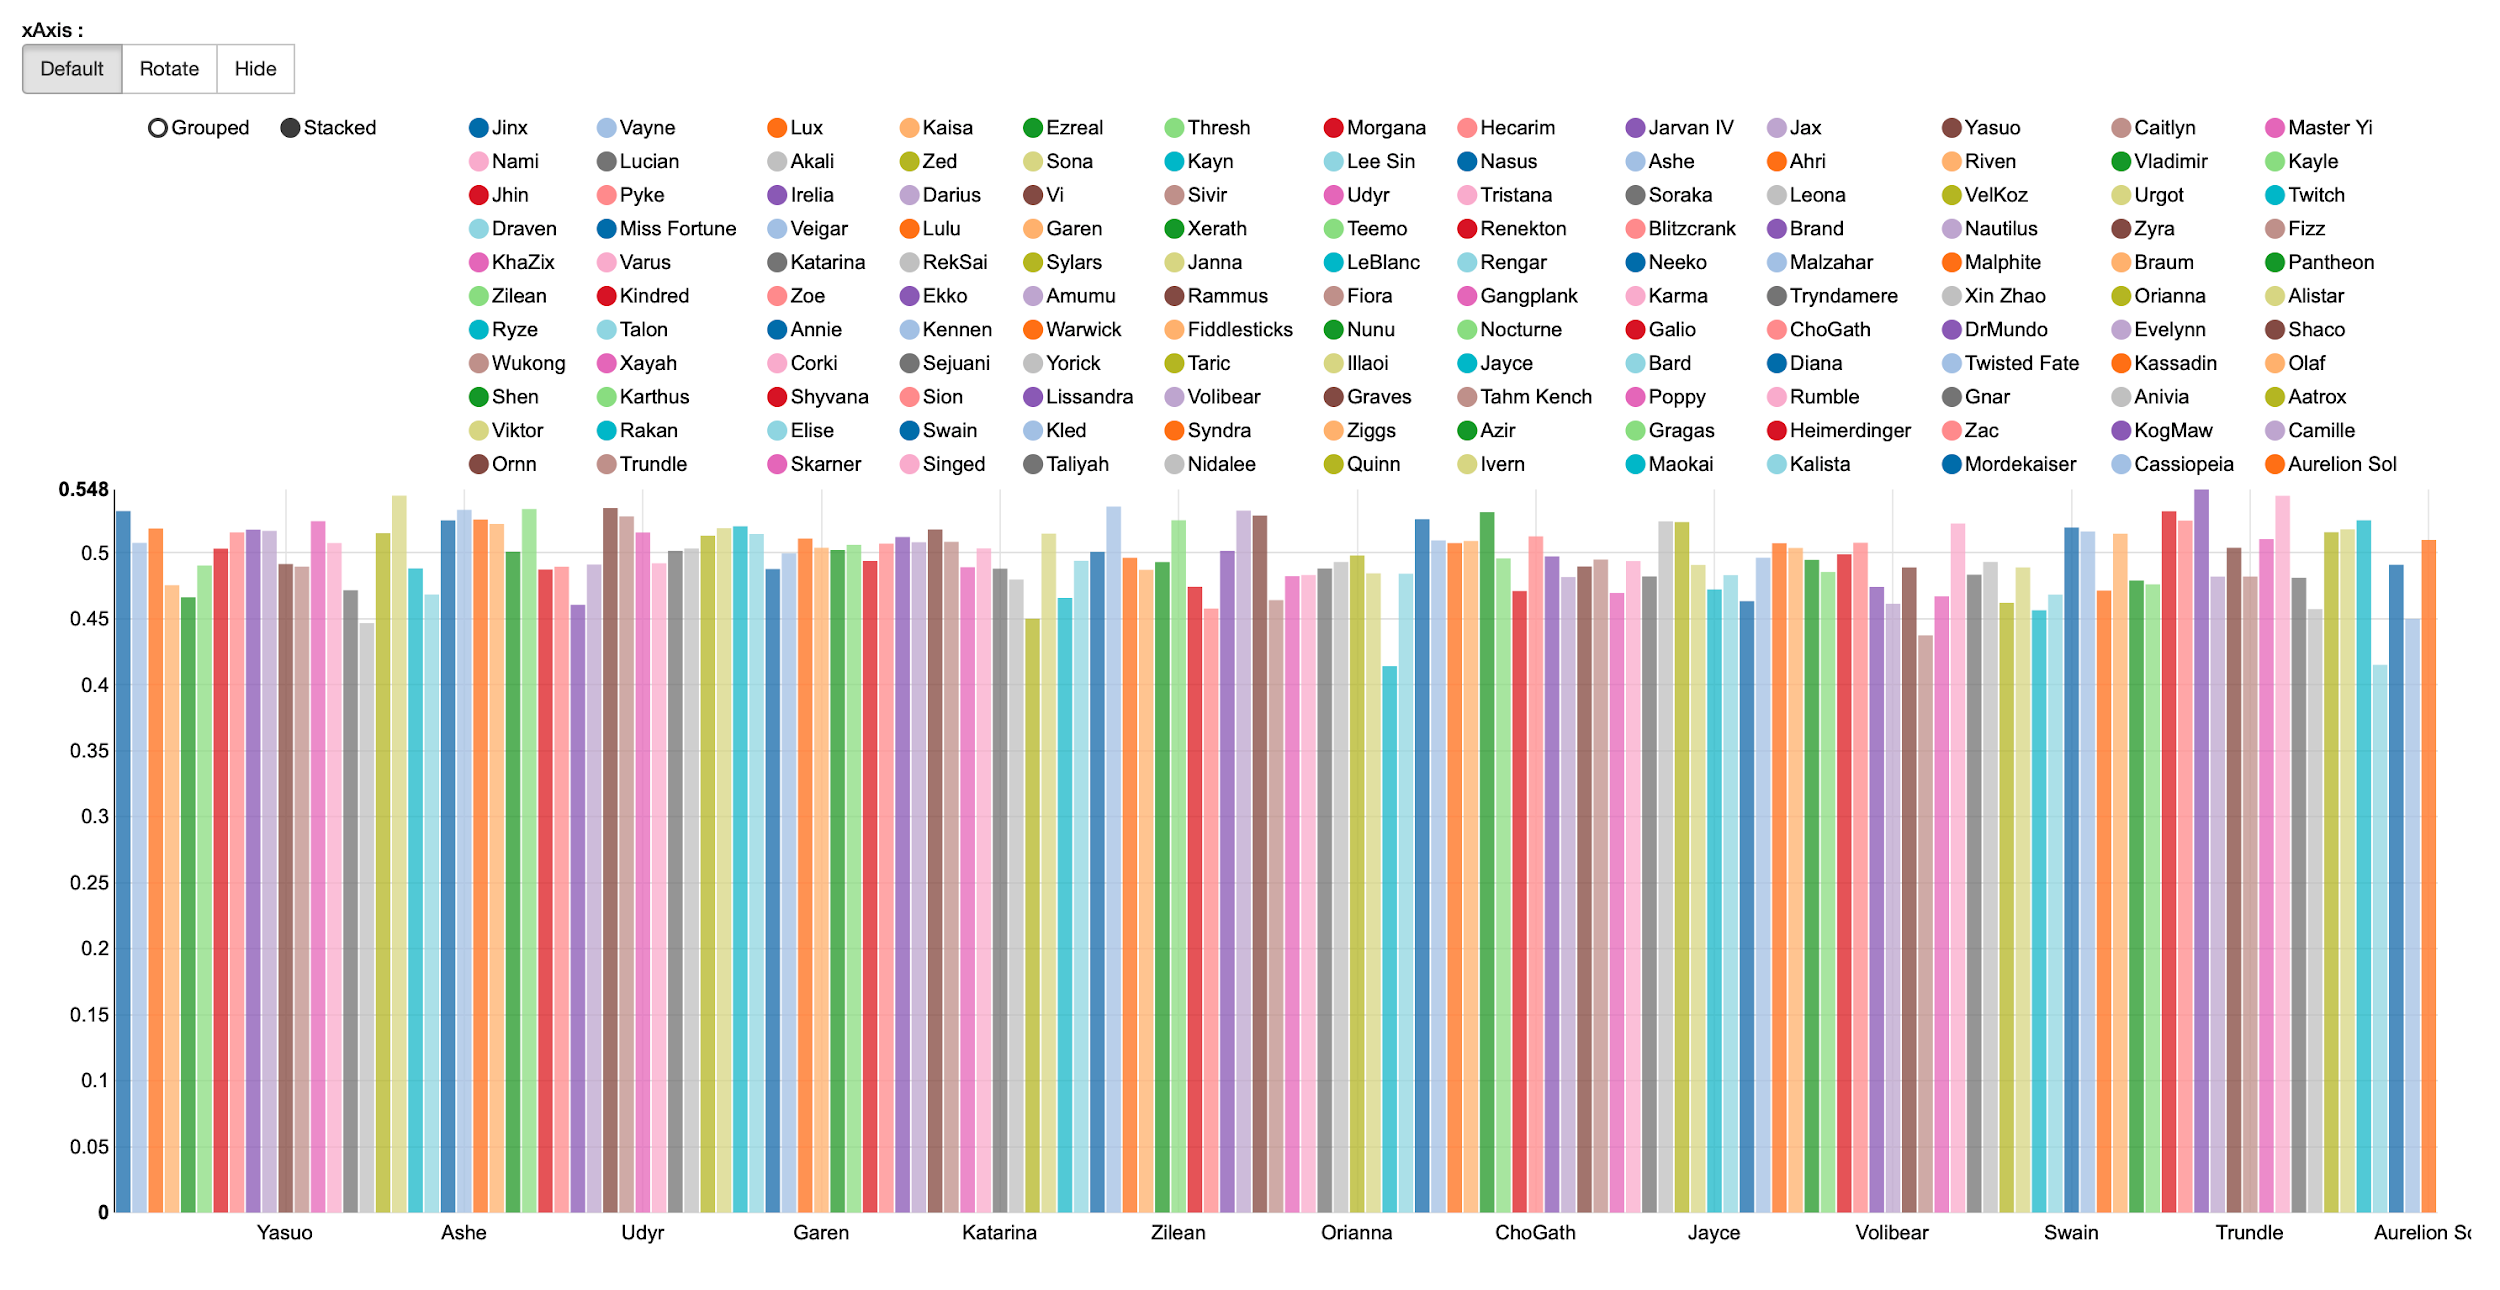 xAxis :
Default Rotate Hide
Grouped Stacked Jinx Vayne Lux Kaisa Ezreal Thresh Morgana Hecarim Jarvan IV Jax Yasuo Caitlyn Master Yi
Nami Lucian Akali Zed Sona Kayn Lee Sin Nasus Ashe Ahri Riven Vladimir Kayle
Jhin Pyke Irelia Darius Vi Sivir Udyr Tristana Soraka Leona VelKoz Urgot Twitch
Draven Miss Fortune Veigar Lulu Garen Xerath Teemo Renekton Blitzcrank Brand Nautilus Zyra Fizz
KhaZix Varus Katarina RekSai Sylars Janna LeBlanc Rengar Neeko Malzahar Malphite Braum Pantheon
Zilean Kindred Zoe Ekko Amumu Rammus Fiora Gangplank Karma Tryndamere Xin Zhao Orianna Alistar
Ryze Talon Annie Kennen Warwick Fiddlesticks Nunu Nocturne Galio ChoGath DrMundo Evelynn Shaco
Wukong Xayah Corki Sejuani Yorick Taric Illaoi Jayce Bard Diana Twisted Fate Kassadin Olaf
Shen Karthus Shyvana Sion Lissandra Volibear Graves Tahm Kench Poppy Rumble Gnar Anivia Aatrox
Viktor Rakan Elise Swain Kled Syndra Ziggs Azir Gragas Heimerdinger Zac KogMaw Camille
Ornn Trundle Skarner Singed Taliyah Nidalee Quinn Ivern Maokai Kalista Mordekaiser Cassiopeia Aurelion Sol
0.548
0.5
0.45
0.4
0.35
0.3
0.25
0.2
0.15
0.1
0.05
0
Yasuo Ashe Udyr Garen Katarina Zilean Orianna ChoGath Jayce Volibear Swain Trundle Aurelion